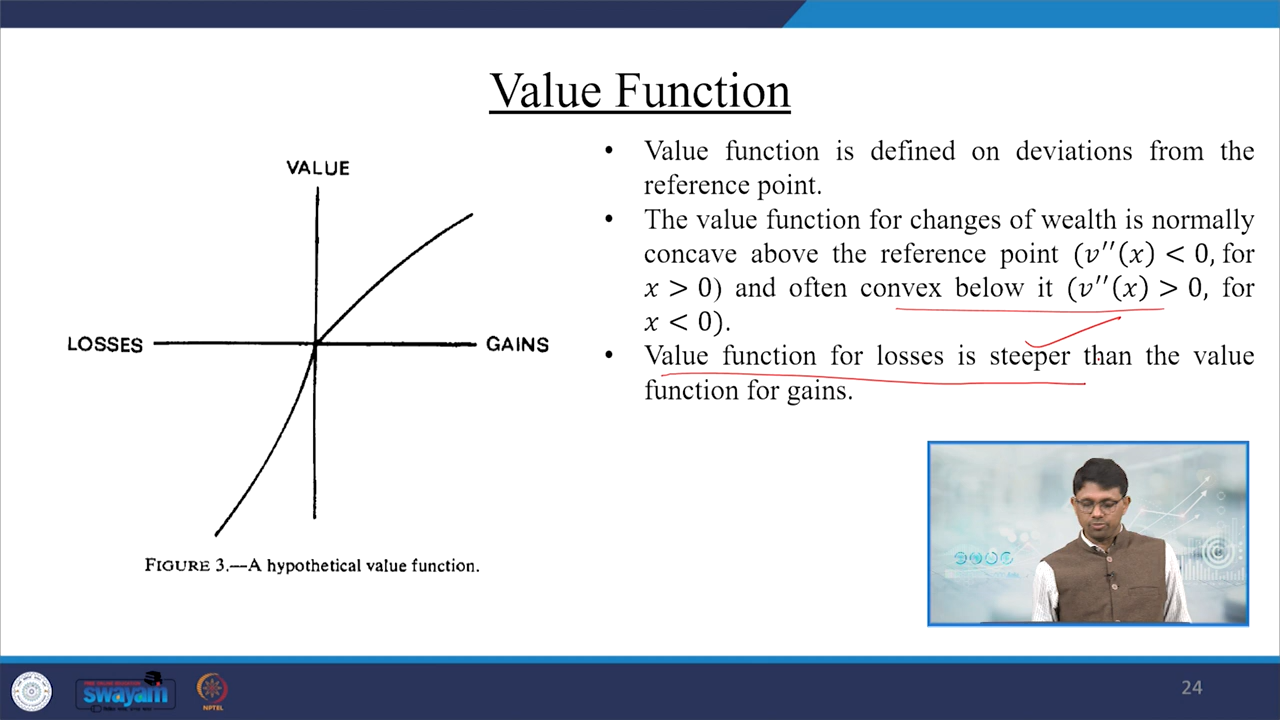 Value Function
VALUE
LOSSES
GAINS
FIGURE 3.—A hypothetical value function.
• Value function is defined on deviations from the
reference point.
• The value function for changes of wealth is normally
concave above the reference point (v′′(x) < 0, for
x > 0) and often convex below it (v′′(x) > 0, for
x < 0).
• Value function for losses is steeper than the value
function for gains.
swayam
NPTEL
24